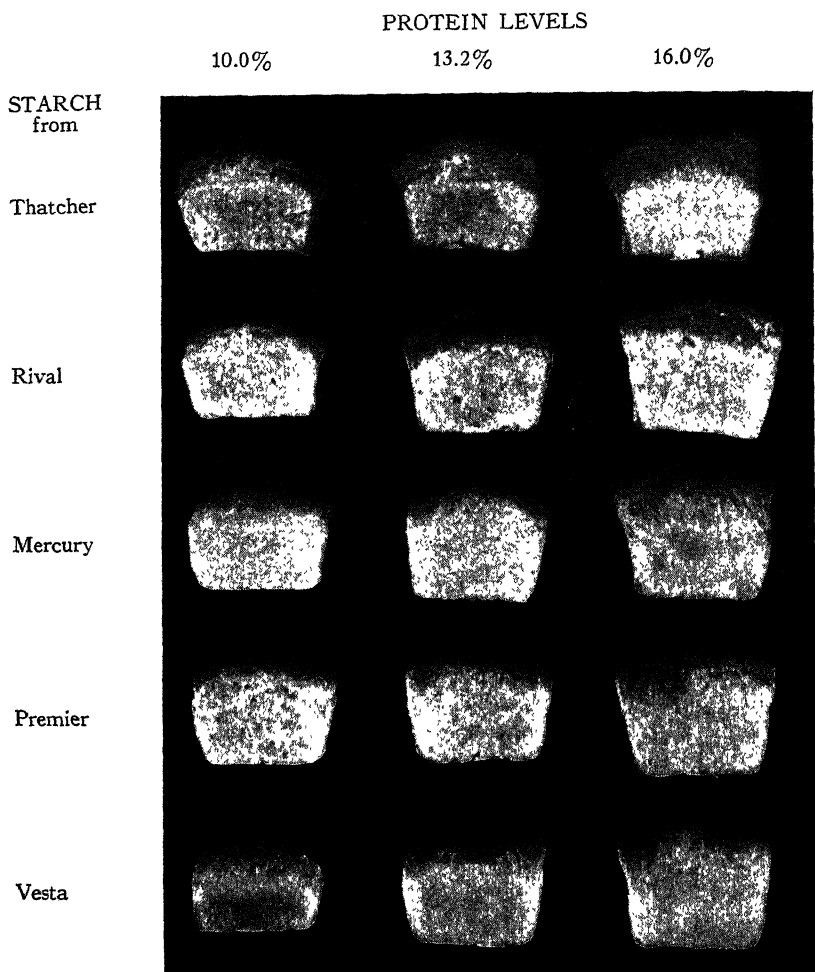 PROTEIN LEVELS
10.0% 13.2% 16.0%
STARCH
from
Thatcher
Rival
Mercury
Premier
Vesta